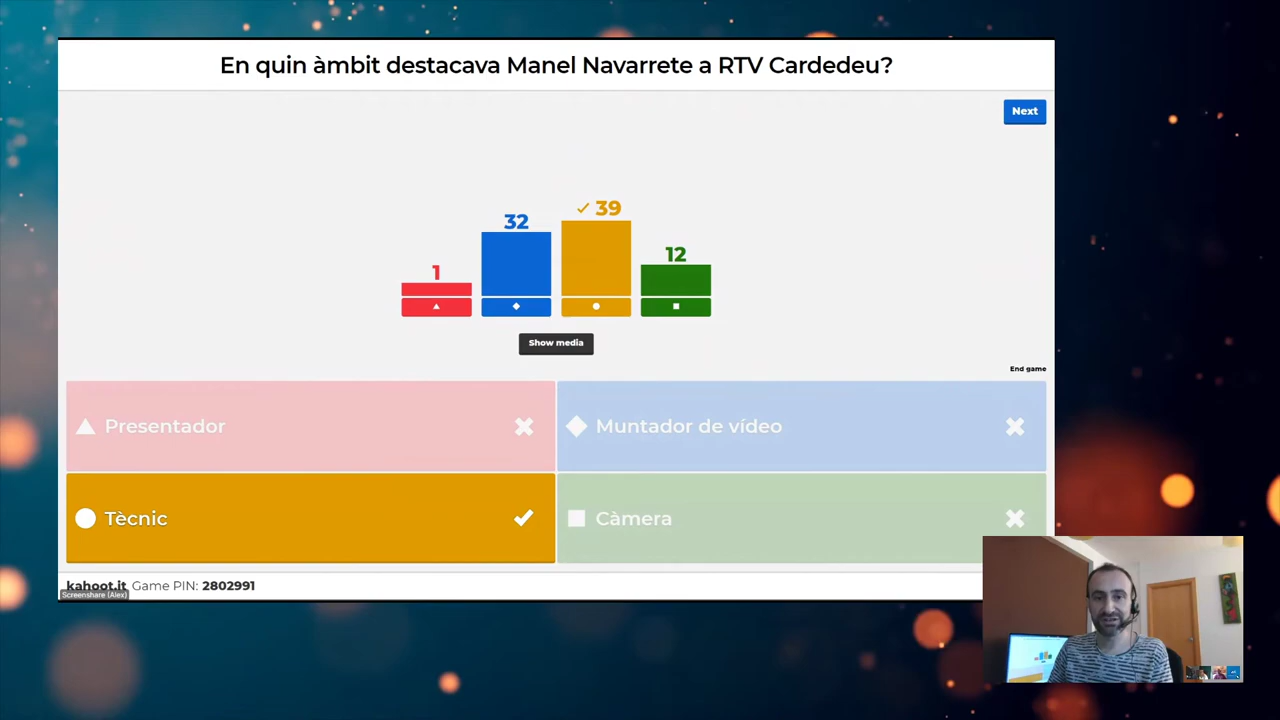 En quin àmbit destacava Manel Navarrete a RTV Cardedeu?
Next
1
32
39
12
Show media
End game
Presentador
Muntador de vídeo
Tècnic
Càmera
kahoot.it Game PIN: 2802991
Screenshare (Alex)